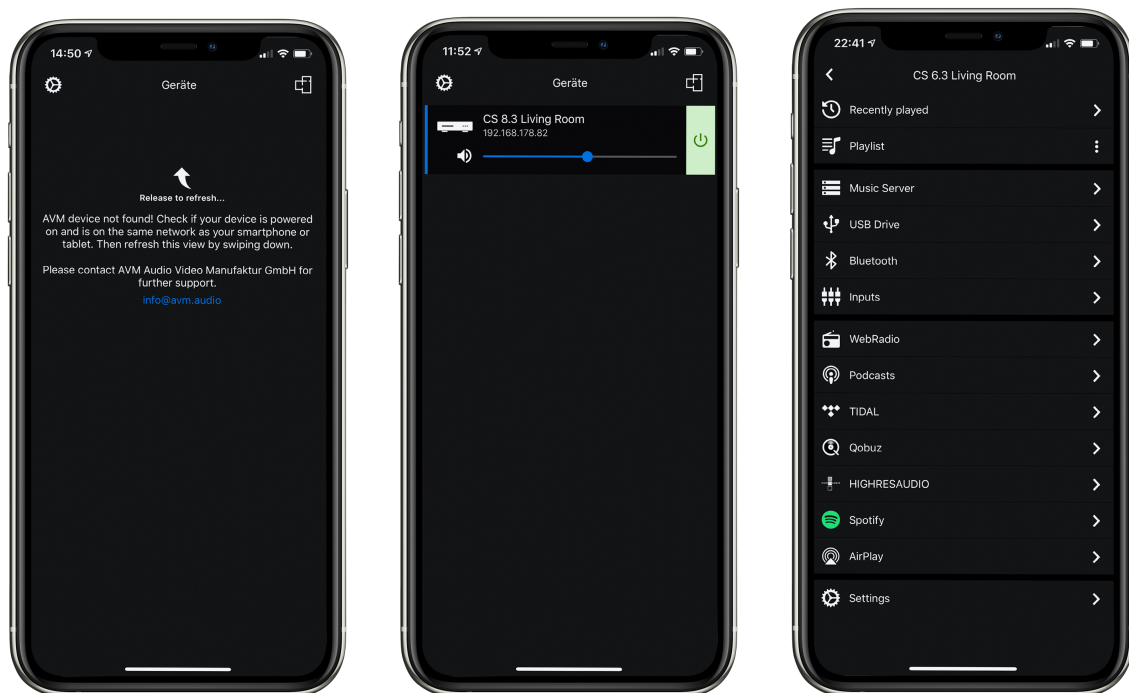 14:50
Geräte
Release to refresh...
AVM device not found! Check if your device is powered
on and is on the same network as your smartphone or
tablet. Then refresh this view by swiping down.
Please contact AVM Audio Video Manufaktur GmbH for
further support.
info@avm.audio
11:52
Geräte
CS 8.3 Living Room
192.168.178.82
22:41
CS 6.3 Living Room
Recently played
Playlist
Music Server
USB Drive
Bluetooth
Inputs
WebRadio
Podcasts
TIDAL
Qobuz
HIGHRESAUDIO
Spotify
AirPlay
Settings